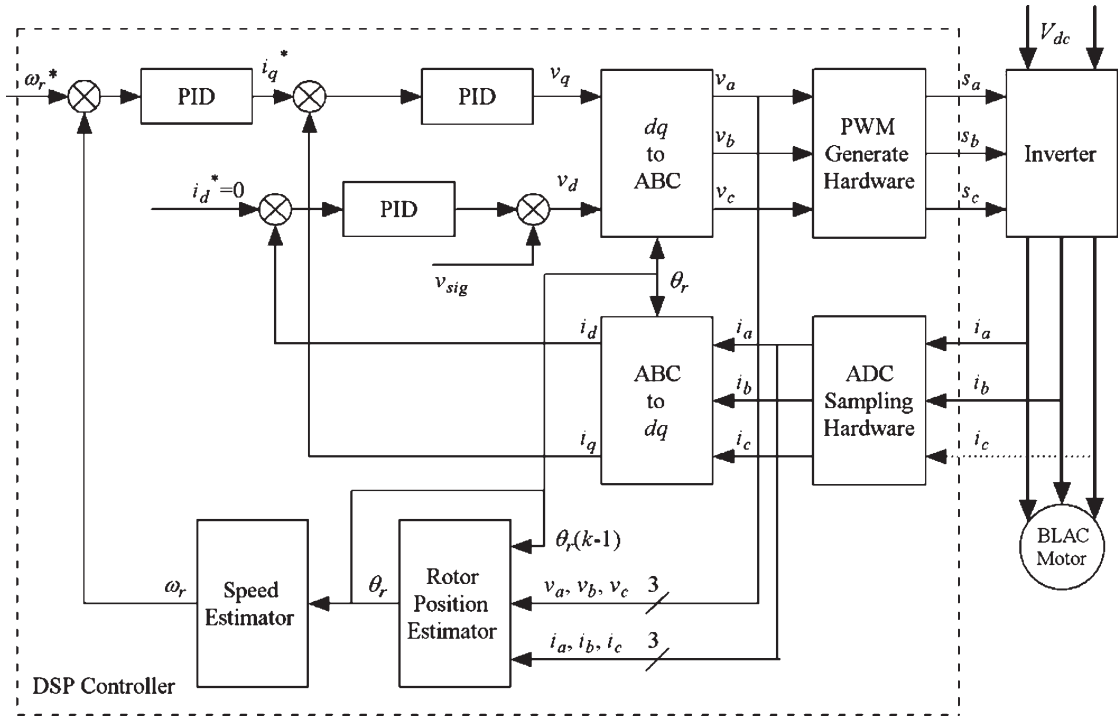 ω_r* PID i_q* PID v_q
dq
to
ABC
v_a
v_b
v_c
PWM
Generate
Hardware
s_a
s_b
s_c
V_dc
Inverter
i_d*=0 PID v_d
v_sig
θ_r
i_d
i_q
ABC
to
dq
i_a
i_b
i_c
ADC
Sampling
Hardware
i_a
i_b
i_c
BLAC
Motor
ω_r
Speed
Estimator
θ_r
Rotor
Position
Estimator
θ_r(k-1)
v_a, v_b, v_c 3
i_a, i_b, i_c 3
DSP Controller